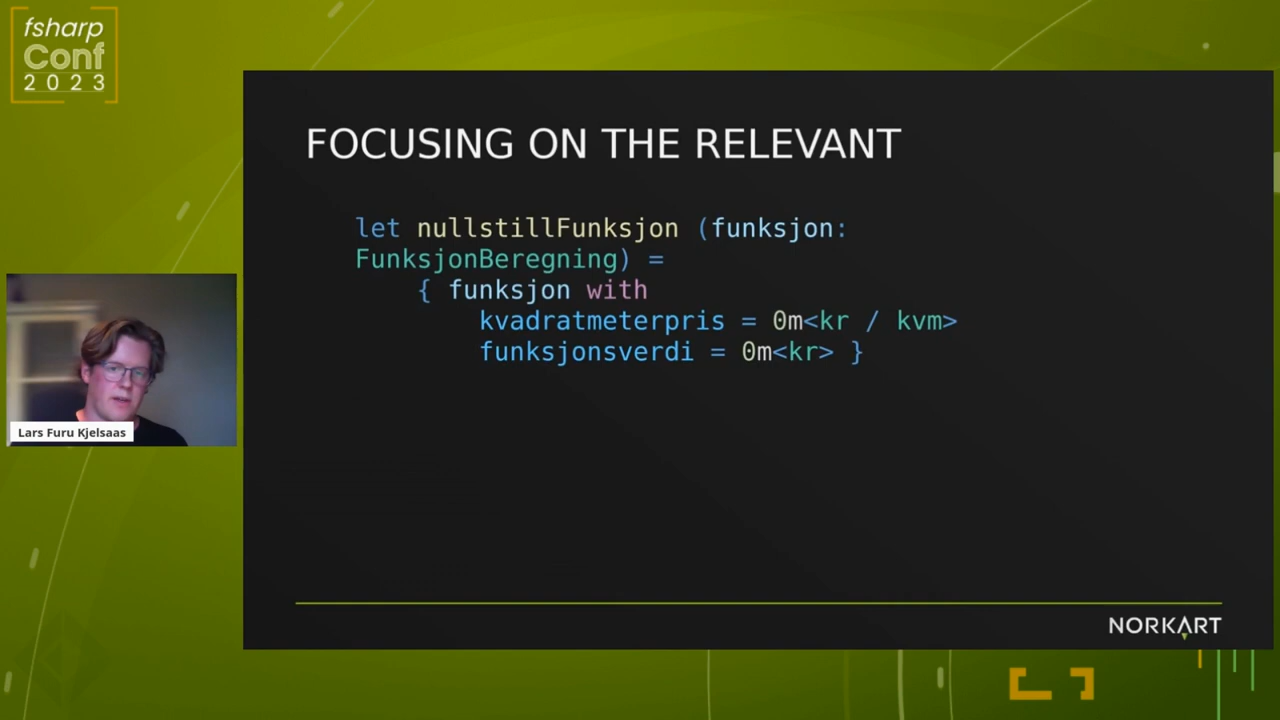 fsharp
Conf
2023
FOCUSING ON THE RELEVANT
let nullstillFunksjon (funksjon:
FunksjonBeregning) =
{ funksjon with
kvadratmeterpris = 0m<kr / kvm>
funksjonsverdi = 0m<kr> }
Lars Furu Kjelsaas
NORKART